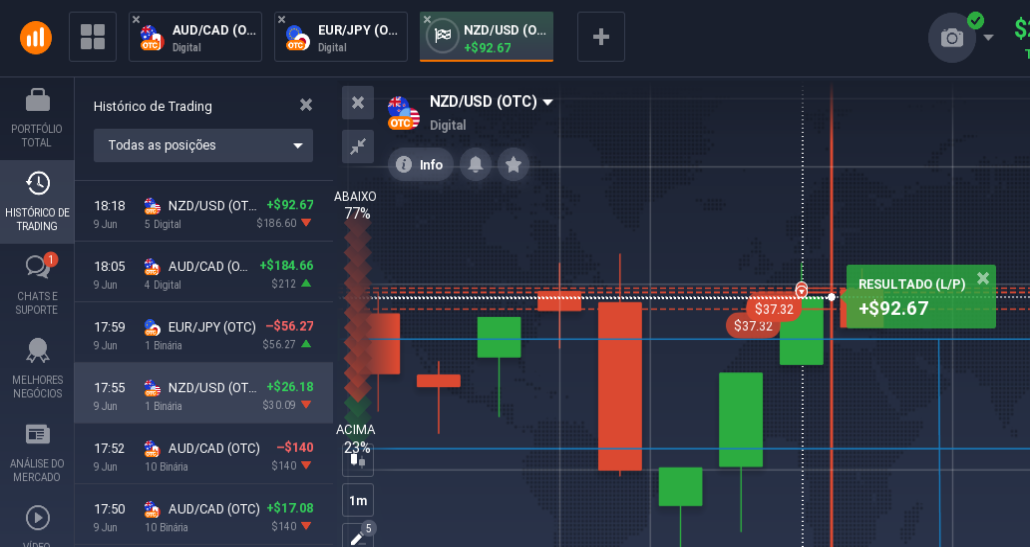 AUD/CAD (O...
Digital
OTC
EUR/JPY (O...
Digital
OTC
NZD/USD (O...
+$92.67
Histórico de Trading
Todas as posições
PORTFÓLIO
TOTAL
HISTÓRICO DE
TRADING
1
CHATS E
SUPORTE
MELHORES
NEGÓCIOS
ANÁLISE DO
MERCADO
VÍDEO
18:18 NZD/USD (OT... +$92.67
9 Jun 5 Digital $186.60
18:05 AUD/CAD (O... +$184.66
9 Jun 4 Digital $212
17:59 EUR/JPY (OTC) −$56.27
9 Jun 1 Binária $56.27
17:55 NZD/USD (OT... +$26.18
9 Jun 1 Binária $30.09
17:52 AUD/CAD (OTC) −$140
9 Jun 10 Binária $140
17:50 AUD/CAD (OTC) +$17.08
9 Jun 10 Binária $140
NZD/USD (OTC)
OTC
Digital
Info
ABAIXO
77%
RESULTADO (L/P)
+$92.67
$37.32
$37.32
ACIMA
23%
1m
5